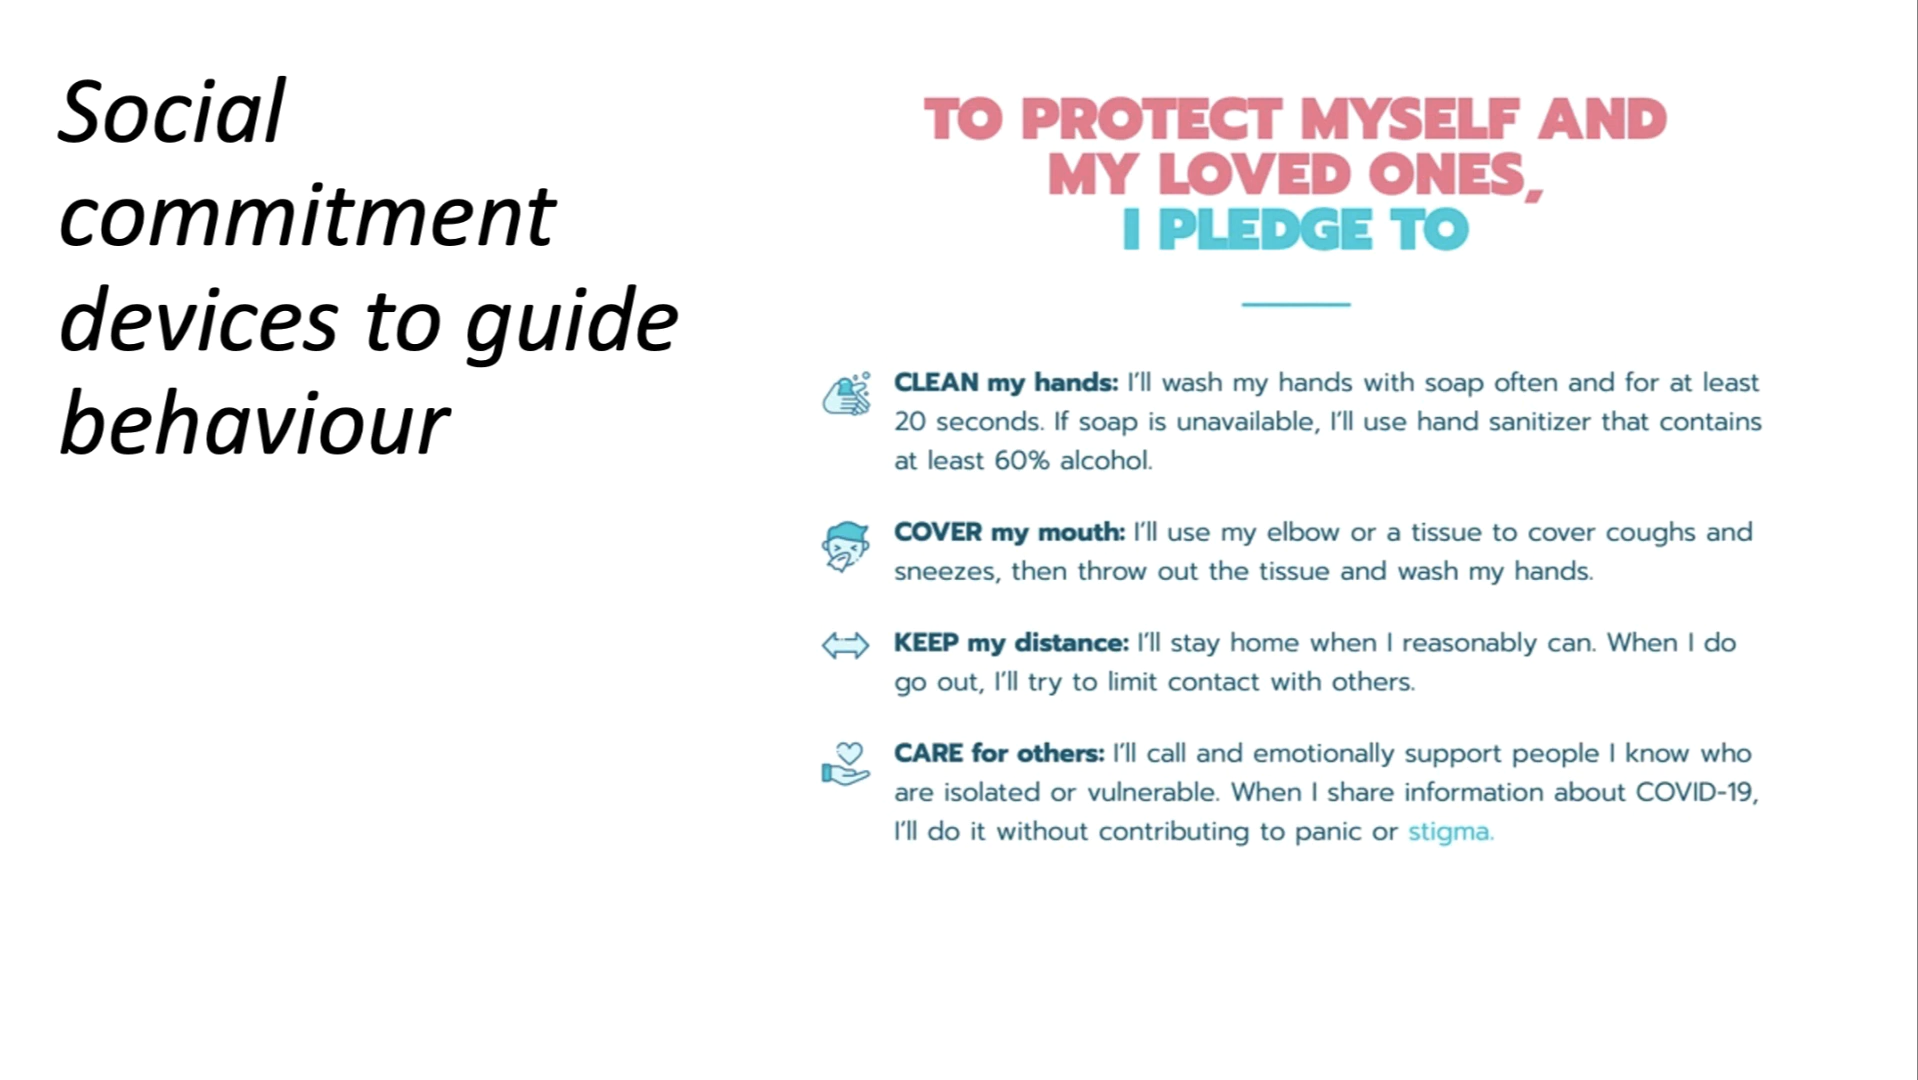 Social
commitment
devices to guide
behaviour
TO PROTECT MYSELF AND
MY LOVED ONES,
I PLEDGE TO
CLEAN my hands: I'll wash my hands with soap often and for at least
20 seconds. If soap is unavailable, I'll use hand sanitizer that contains
at least 60% alcohol.
COVER my mouth: I'll use my elbow or a tissue to cover coughs and
sneezes, then throw out the tissue and wash my hands.
KEEP my distance: I'll stay home when I reasonably can. When I do
go out, I'll try to limit contact with others.
CARE for others: I'll call and emotionally support people I know who
are isolated or vulnerable. When I share information about COVID-19,
I'll do it without contributing to panic or stigma.